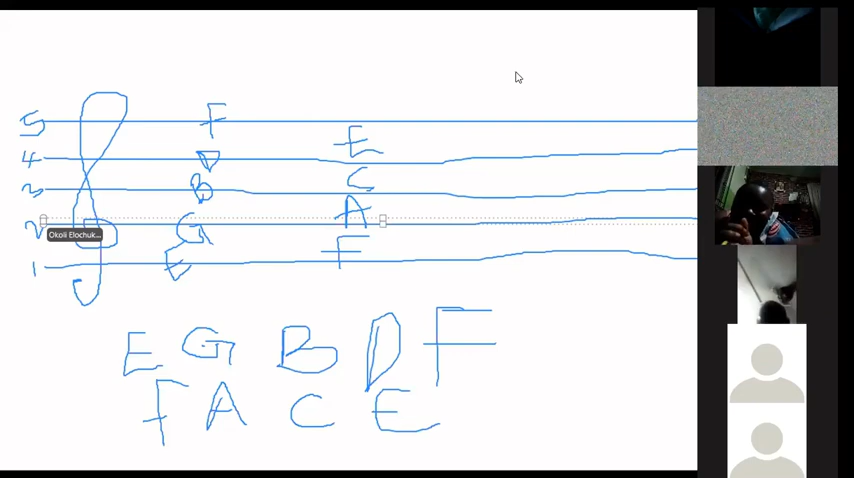 5 F
E
4 D
C
3 B
A
2 G
Okoli Elochuk...
F
1 E
E G B D F
F A C E